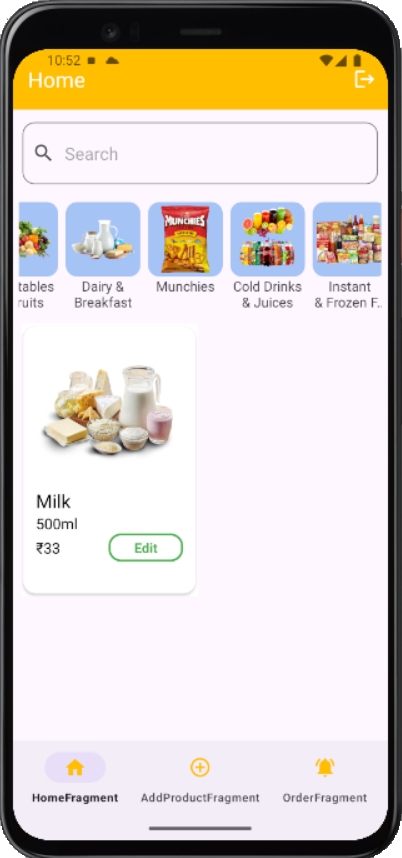 10:52
Home
Search
tables
ruits
Dairy &
Breakfast
MUNCHIES
Munchies
Cold Drinks
& Juices
Instant
& Frozen F..
Milk
500ml
₹33
Edit
HomeFragment
AddProductFragment
OrderFragment